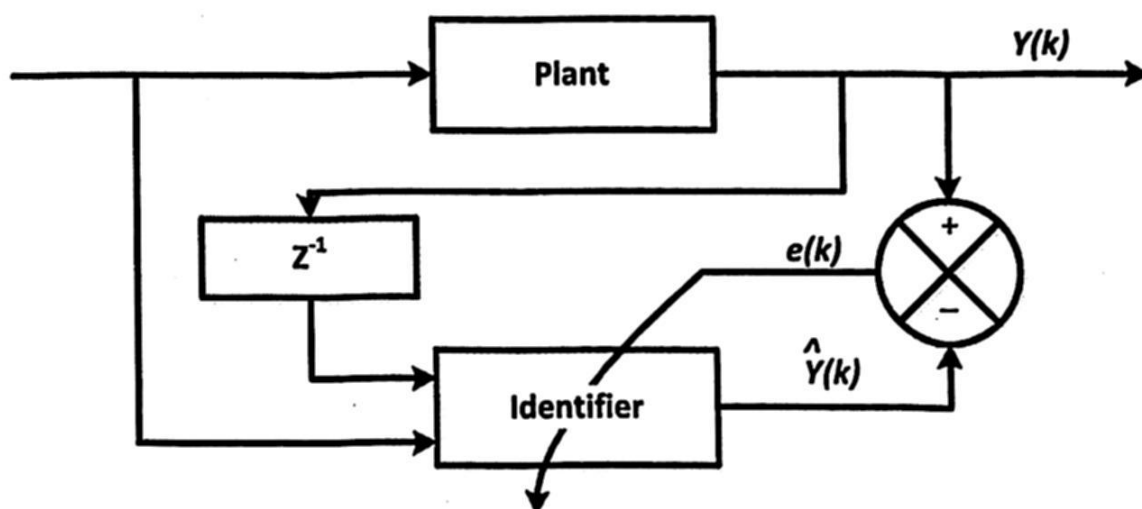 Y(k)
Plant
+
Z⁻¹
e(k)
−
Ŷ(k)
Identifier